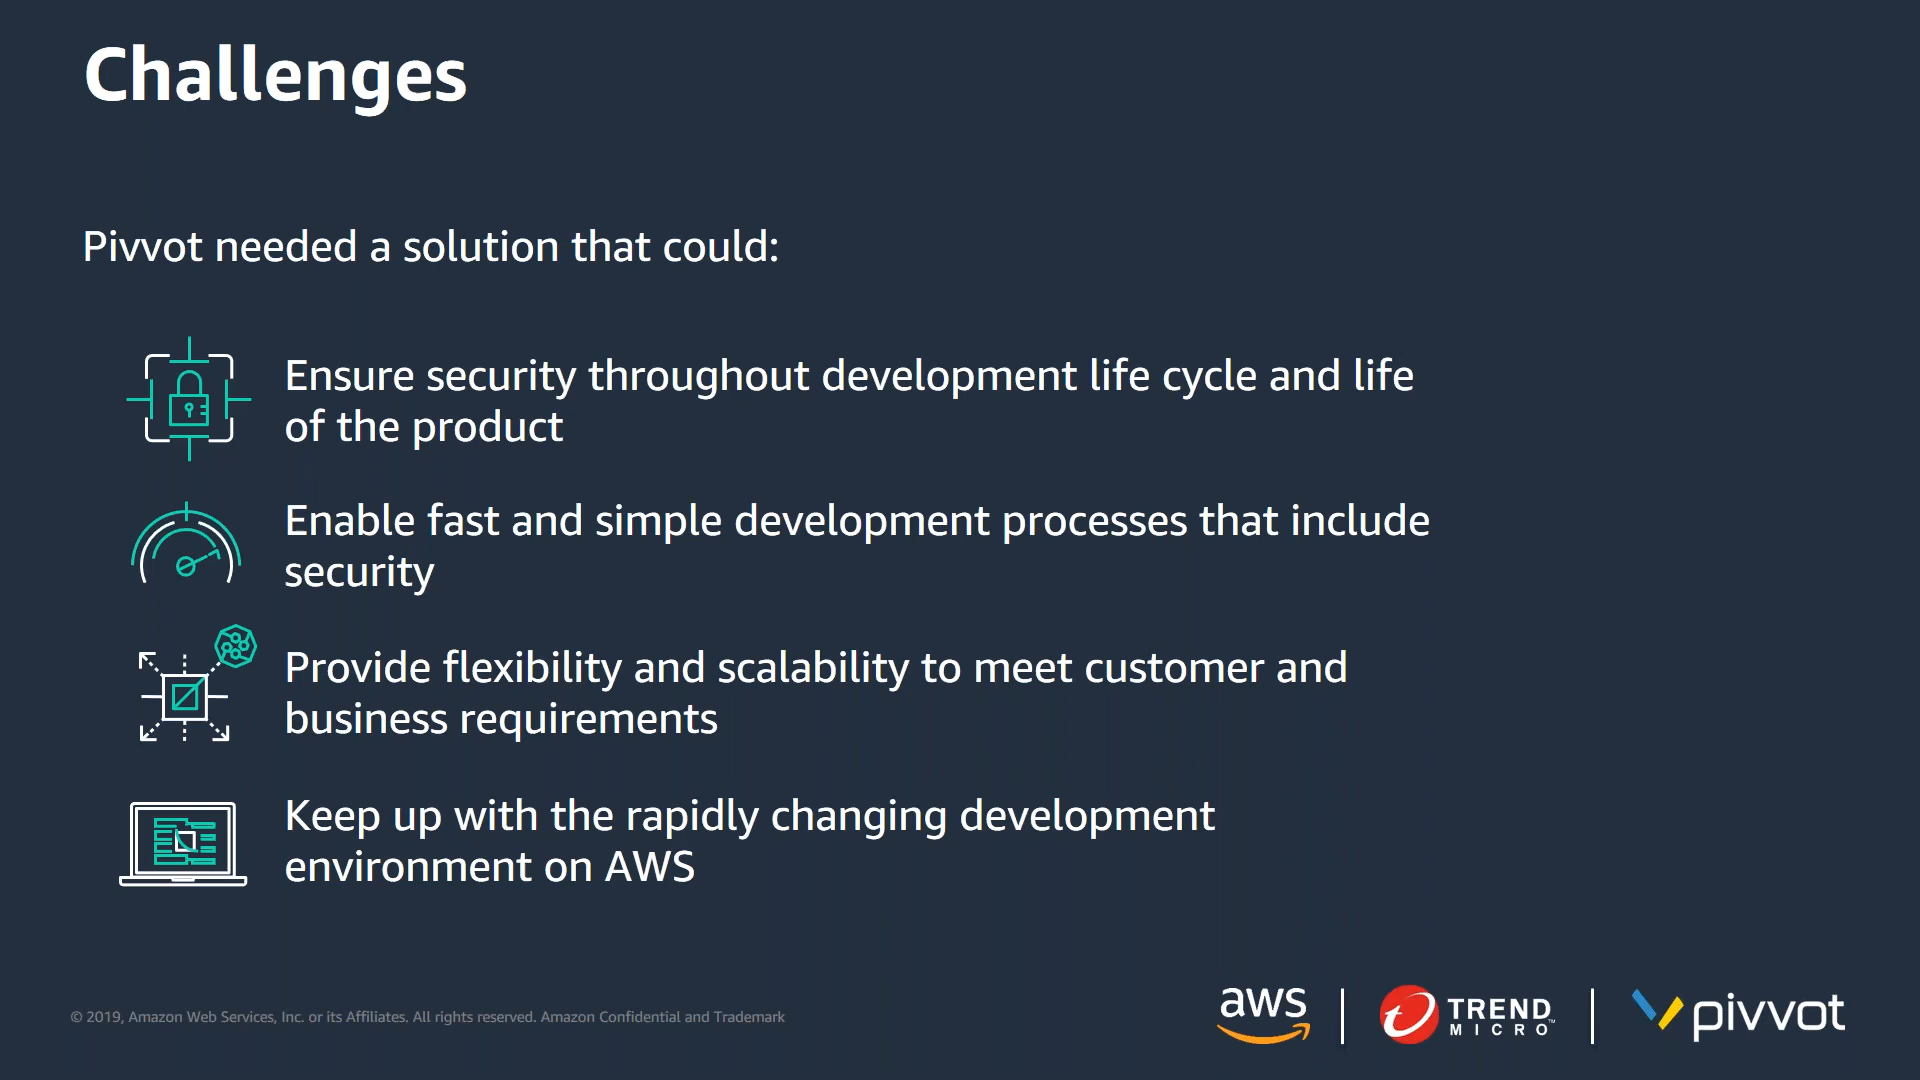 Challenges
Pivvot needed a solution that could:
Ensure security throughout development life cycle and life
of the product
Enable fast and simple development processes that include
security
Provide flexibility and scalability to meet customer and
business requirements
Keep up with the rapidly changing development
environment on AWS
© 2019, Amazon Web Services, Inc. or its Affiliates. All rights reserved. Amazon Confidential and Trademark
aws
TREND
MICRO™
pivvot